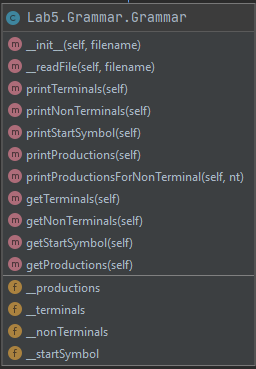 C Lab5.Grammar.Grammar
m __init__(self, filename)
m __readFile(self, filename)
m printTerminals(self)
m printNonTerminals(self)
m printStartSymbol(self)
m printProductions(self)
m printProductionsForNonTerminal(self, nt)
m getTerminals(self)
m getNonTerminals(self)
m getStartSymbol(self)
m getProductions(self)
f __productions
f __terminals
f __nonTerminals
f __startSymbol